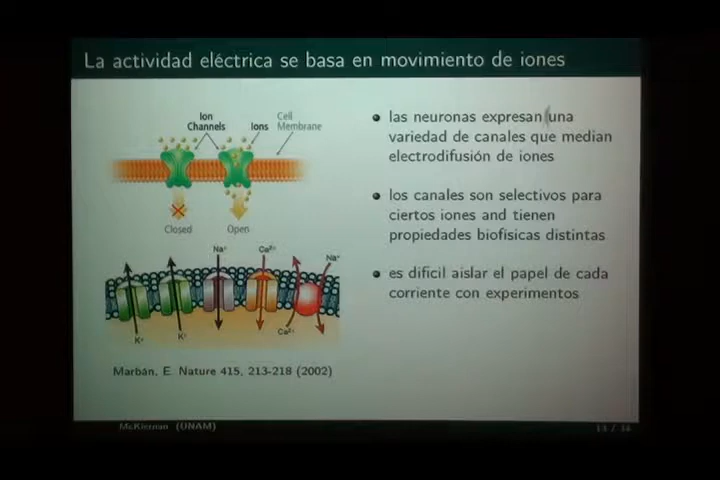 La actividad eléctrica se basa en movimiento de iones
Ion
Channels
Ions
Cell
Membrane
Closed
Open
Na⁺
Ca²⁺
Na⁺
K⁺
K⁺
Ca²⁺
Marbán, E. Nature 415, 213-218 (2002)
las neuronas expresan una
variedad de canales que median
electrodifusión de iones
los canales son selectivos para
ciertos iones and tienen
propiedades biofisicas distintas
es dificil aislar el papel de cada
corriente con experimentos
McKiernan (UNAM)